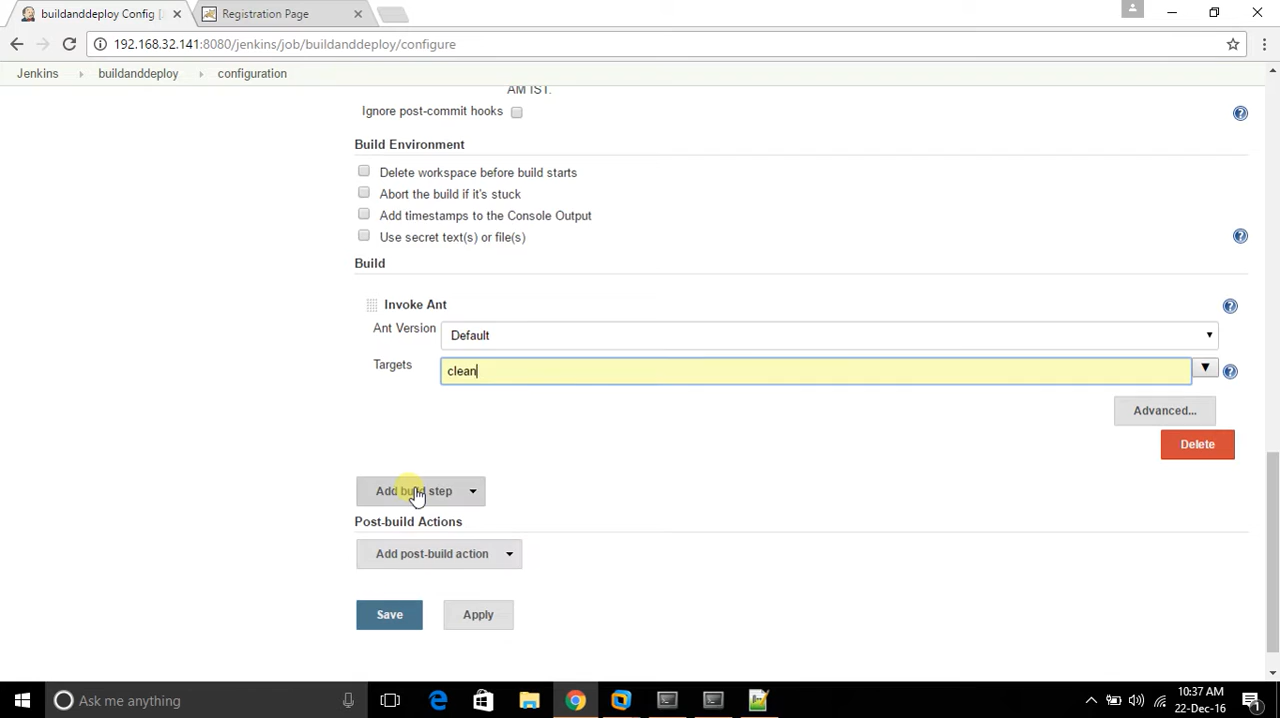 buildanddeploy Config [
Registration Page
192.168.32.141:8080/jenkins/job/buildanddeploy/configure
Jenkins buildanddeploy configuration
AM IST.
Ignore post-commit hooks
Build Environment
Delete workspace before build starts
Abort the build if it's stuck
Add timestamps to the Console Output
Use secret text(s) or file(s)
Build
Invoke Ant
Ant Version Default
Targets clean
Advanced...
Delete
Add build step
Post-build Actions
Add post-build action
Save Apply
Ask me anything
10:37 AM
22-Dec-16
1